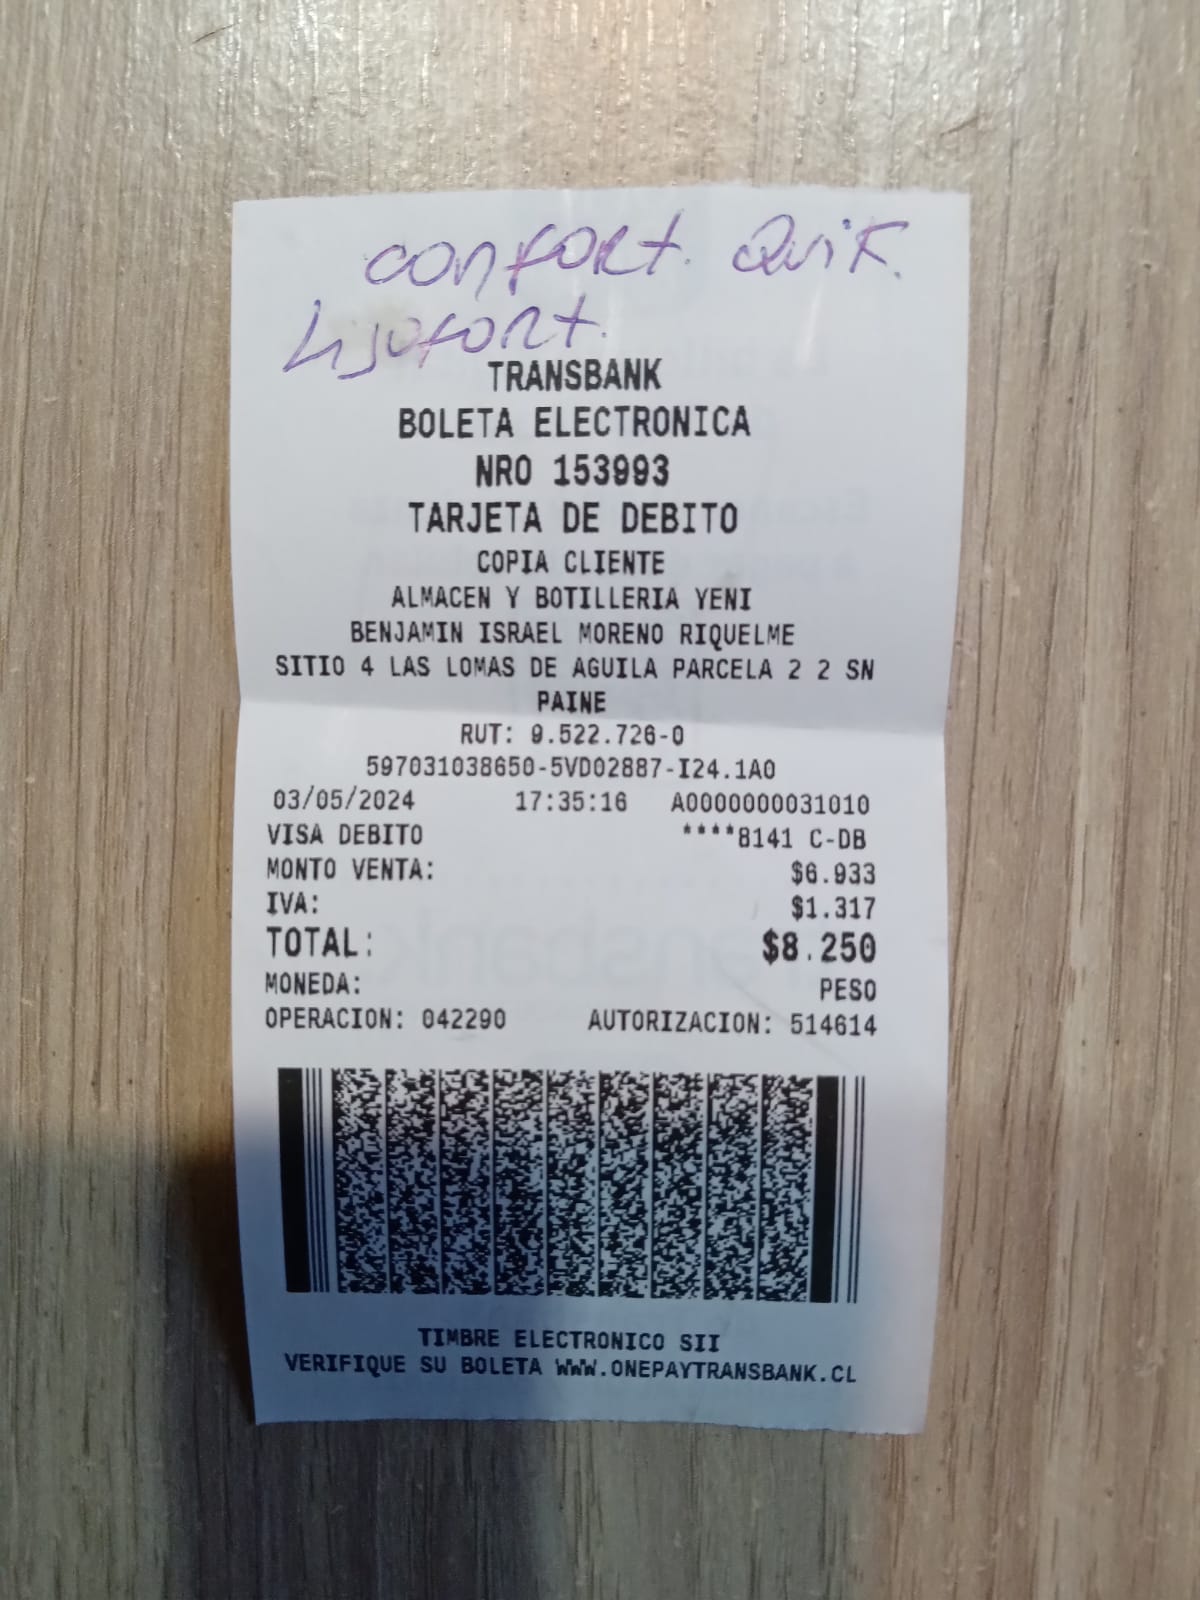 confort. Quik.
Lisofort.
TRANSBANK
BOLETA ELECTRONICA
NRO 153993
TARJETA DE DEBITO
COPIA CLIENTE
ALMACEN Y BOTILLERIA YENI
BENJAMIN ISRAEL MORENO RIQUELME
SITIO 4 LAS LOMAS DE AGUILA PARCELA 2 2 SN
PAINE
RUT: 9.522.726-0
597031038650-5VD02887-I24.1A0
03/05/2024 17:35:16 A0000000031010
VISA DEBITO ****8141 C-DB
MONTO VENTA: $6.933
IVA: $1.317
TOTAL: $8.250
MONEDA: PESO
OPERACION: 042290 AUTORIZACION: 514614
TIMBRE ELECTRONICO SII
VERIFIQUE SU BOLETA WWW.ONEPAYTRANSBANK.CL